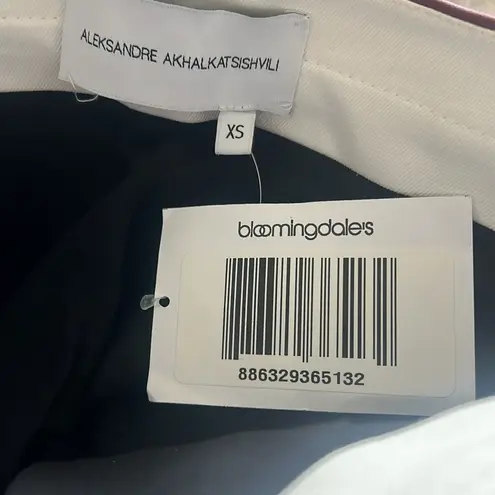 ALEKSANDRE AKHALKATSISHVILI
XS
bloomingdale's
886329365132